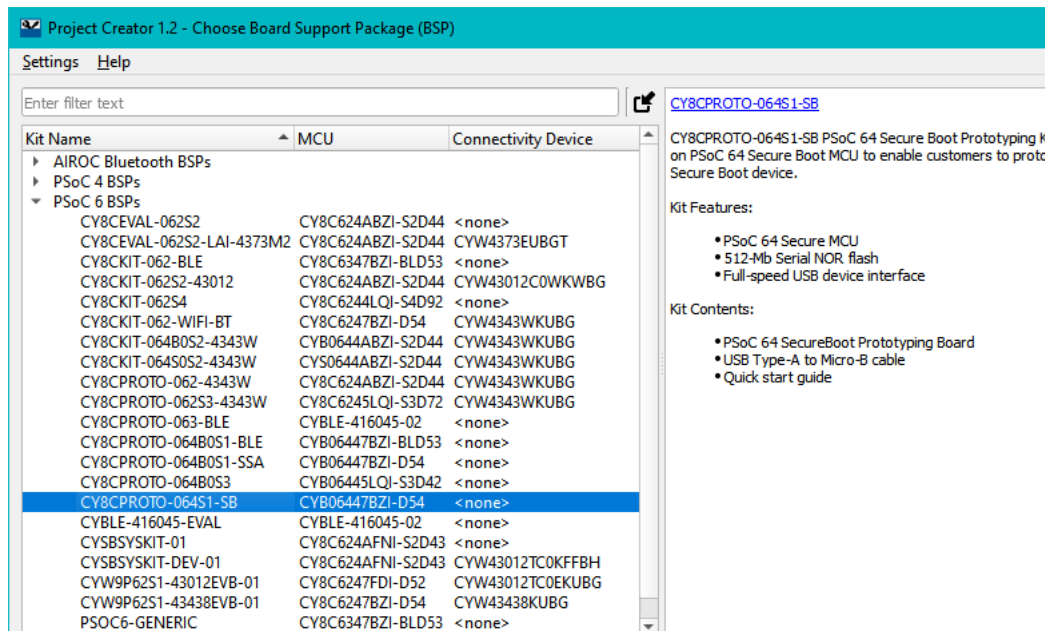 Project Creator 1.2 - Choose Board Support Package (BSP)
Settings Help
Enter filter text
Kit Name MCU Connectivity Device
AIROC Bluetooth BSPs
PSoC 4 BSPs
PSoC 6 BSPs
CY8CEVAL-062S2 CY8C624ABZI-S2D44 <none>
CY8CEVAL-062S2-LAI-4373M2 CY8C624ABZI-S2D44 CYW4373EUBGT
CY8CKIT-062-BLE CY8C6347BZI-BLD53 <none>
CY8CKIT-062S2-43012 CY8C624ABZI-S2D44 CYW43012C0WKWBG
CY8CKIT-062S4 CY8C6244LQI-S4D92 <none>
CY8CKIT-062-WIFI-BT CY8C6247BZI-D54 CYW4343WKUBG
CY8CKIT-064B0S2-4343W CYB0644ABZI-S2D44 CYW4343WKUBG
CY8CKIT-064S0S2-4343W CYS0644ABZI-S2D44 CYW4343WKUBG
CY8CPROTO-062-4343W CY8C624ABZI-S2D44 CYW4343WKUBG
CY8CPROTO-062S3-4343W CY8C6245LQI-S3D72 CYW4343WKUBG
CY8CPROTO-063-BLE CYBLE-416045-02 <none>
CY8CPROTO-064B0S1-BLE CYB06447BZI-BLD53 <none>
CY8CPROTO-064B0S1-SSA CYB06447BZI-D54 <none>
CY8CPROTO-064B0S3 CYB06445LQI-S3D42 <none>
CY8CPROTO-064S1-SB CYB06447BZI-D54 <none>
CYBLE-416045-EVAL CYBLE-416045-02 <none>
CYSBSYSKIT-01 CY8C624AFNI-S2D43 <none>
CYSBSYSKIT-DEV-01 CY8C624AFNI-S2D43 CYW43012TC0KFFBH
CYW9P62S1-43012EVB-01 CY8C6247FDI-D52 CYW43012TC0EKUBG
CYW9P62S1-43438EVB-01 CY8C6247BZI-D54 CYW43438KUBG
PSOC6-GENERIC CY8C6347BZI-BLD53 <none>
CY8CPROTO-064S1-SB
CY8CPROTO-064S1-SB PSoC 64 Secure Boot Prototyping
on PSoC 64 Secure Boot MCU to enable customers to
Secure Boot device.
Kit Features:
•PSoC 64 Secure MCU
•512-Mb Serial NOR flash
•Full-speed USB device interface
Kit Contents:
•PSoC 64 SecureBoot Prototyping Board
•USB Type-A to Micro-B cable
•Quick start guide